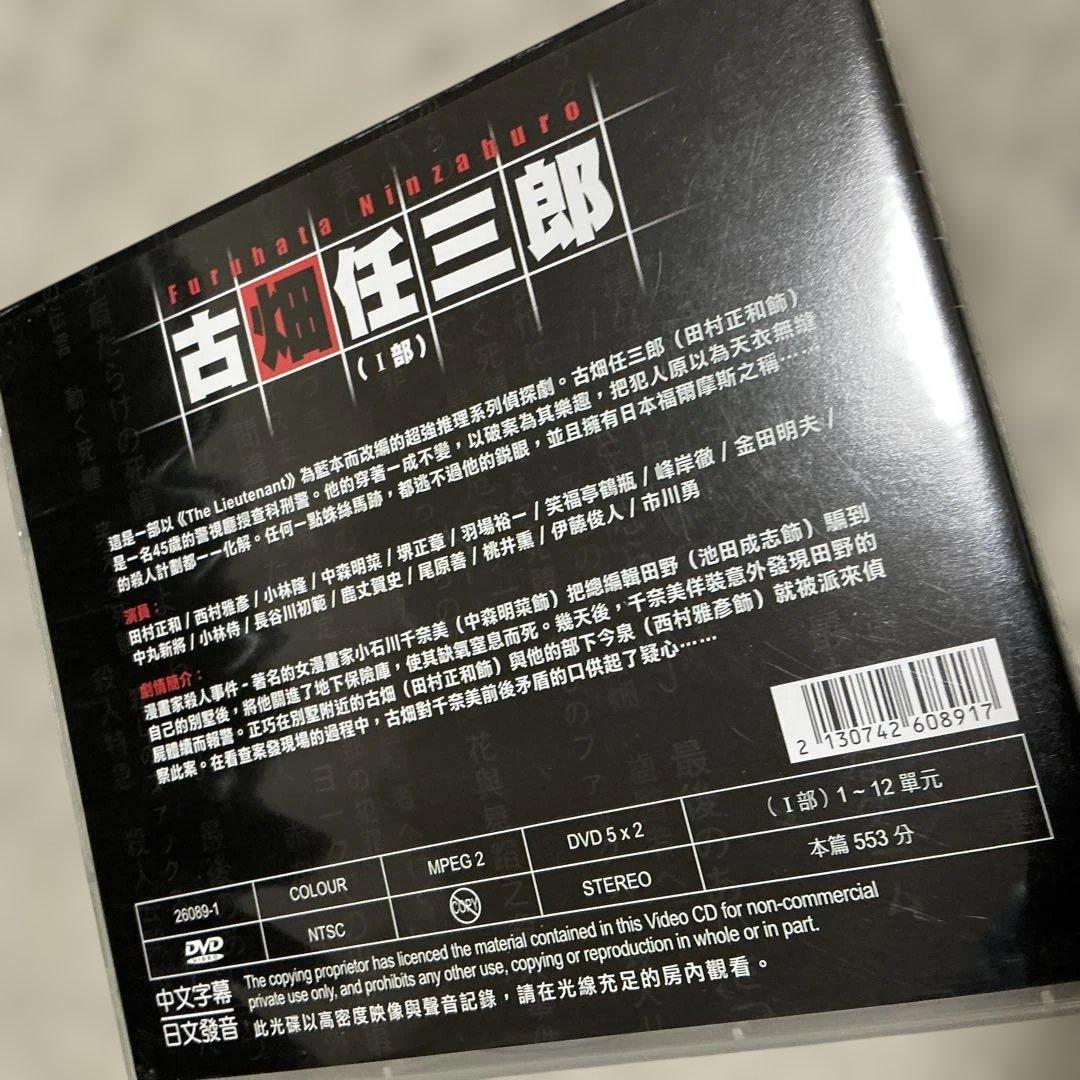 Furuhata Ninzaburo
古畑任三郎
(I部)
這是一部以《The Lieutenant》為藍本而改編的超強推理系列偵探劇。古畑任三郎（田村正和飾）
是一名45歲的警視廳搜查科刑警。他的穿著一成不變，以破案為其樂趣，把犯人原以為天衣無縫
的殺人計劃都一一化解。任何一點蛛絲馬跡，都逃不過他的銳眼，並且擁有日本福爾摩斯之稱……
演員：
田村正和 / 西村雅彥 / 小林隆 / 中森明菜 / 堺正章 / 羽場裕一 / 笑福亭鶴瓶 / 峰岸徹 / 金田明夫 /
中丸新將 / 小林侍 / 長谷川初範 / 鹿丈賀史 / 尾原善 / 桃井薰 / 伊藤俊人 / 市川勇
劇情簡介：
漫畫家殺人事件 - 著名的女漫畫家小石川千奈美（中森明菜飾）把總編輯田野（池田成志飾）騙到
自己的別墅後，將他關進了地下保險庫，使其缺氧窒息而死。幾天後，千奈美佯裝意外發現田野的
屍體續而報警。正巧在別墅附近的古畑（田村正和飾）與他的部下今泉（西村雅彥飾）就被派來偵
察此案。在看查案發現場的過程中，古畑對千奈美前後矛盾的口供起了疑心……
2 130742 608917
26089-1 COLOUR MPEG 2 DVD 5 x 2 （I部）1～12單元
DVD VIDEO NTSC COPY STEREO 本篇 553 分
中文字幕
日文發音
The copying proprietor has licenced the material contained in this Video CD for non-commercial
private use only, and prohibits any other use, copying or reproduction in whole or in part.
此光碟以高密度映像與聲音記錄，請在光線充足的房內觀看。